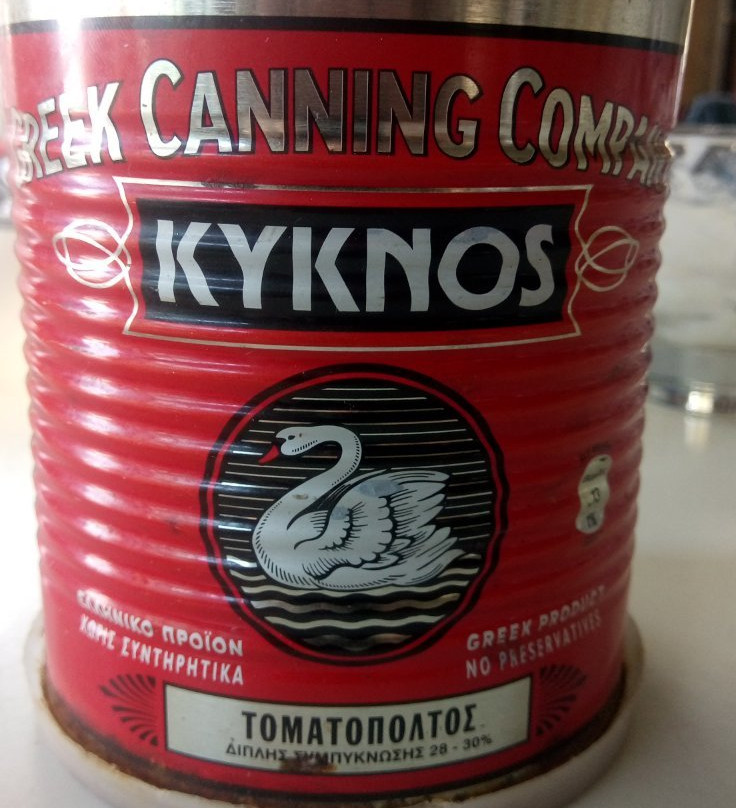 GREEK CANNING COMPANY
KYKNOS
ΕΛΛΗΝΙΚΟ ΠΡΟΪΟΝ
ΧΩΡΙΣ ΣΥΝΤΗΡΗΤΙΚΑ
GREEK PRODUCT
NO PRESERVATIVES
ΤΟΜΑΤΟΠΟΛΤΟΣ
ΔΙΠΛΗΣ ΣΥΜΠΥΚΝΩΣΗΣ 28 - 30%